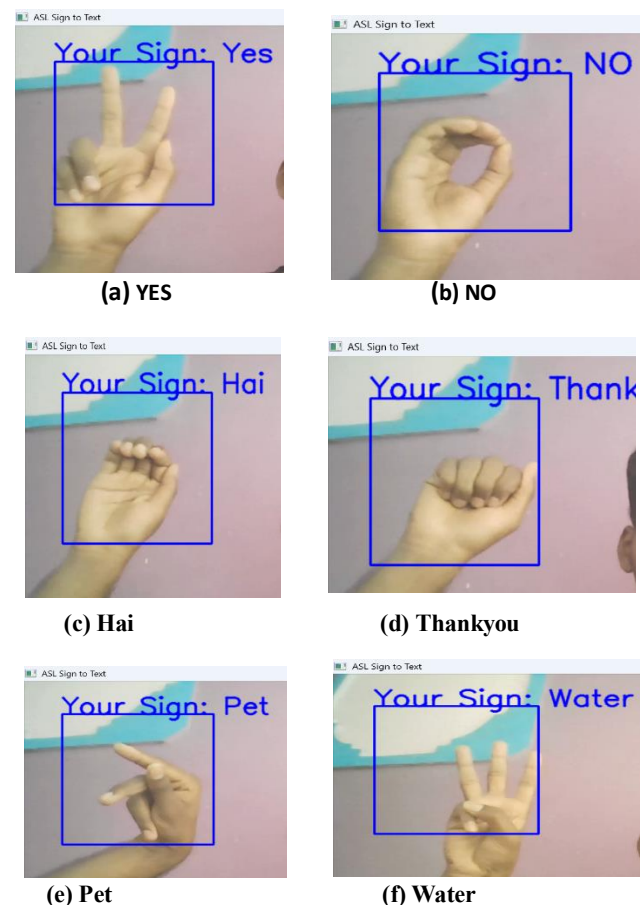 ASL Sign to Text
ASL Sign to Text
Your Sign: Yes
Your Sign: NO
(a) YES
(b) NO
ASL Sign to Text
ASL Sign to Text
Your Sign: Hai
Your Sign: Thank
(c) Hai
(d) Thankyou
ASL Sign to Text
ASL Sign to Text
Your Sign: Pet
Your Sign: Water
(e) Pet
(f) Water